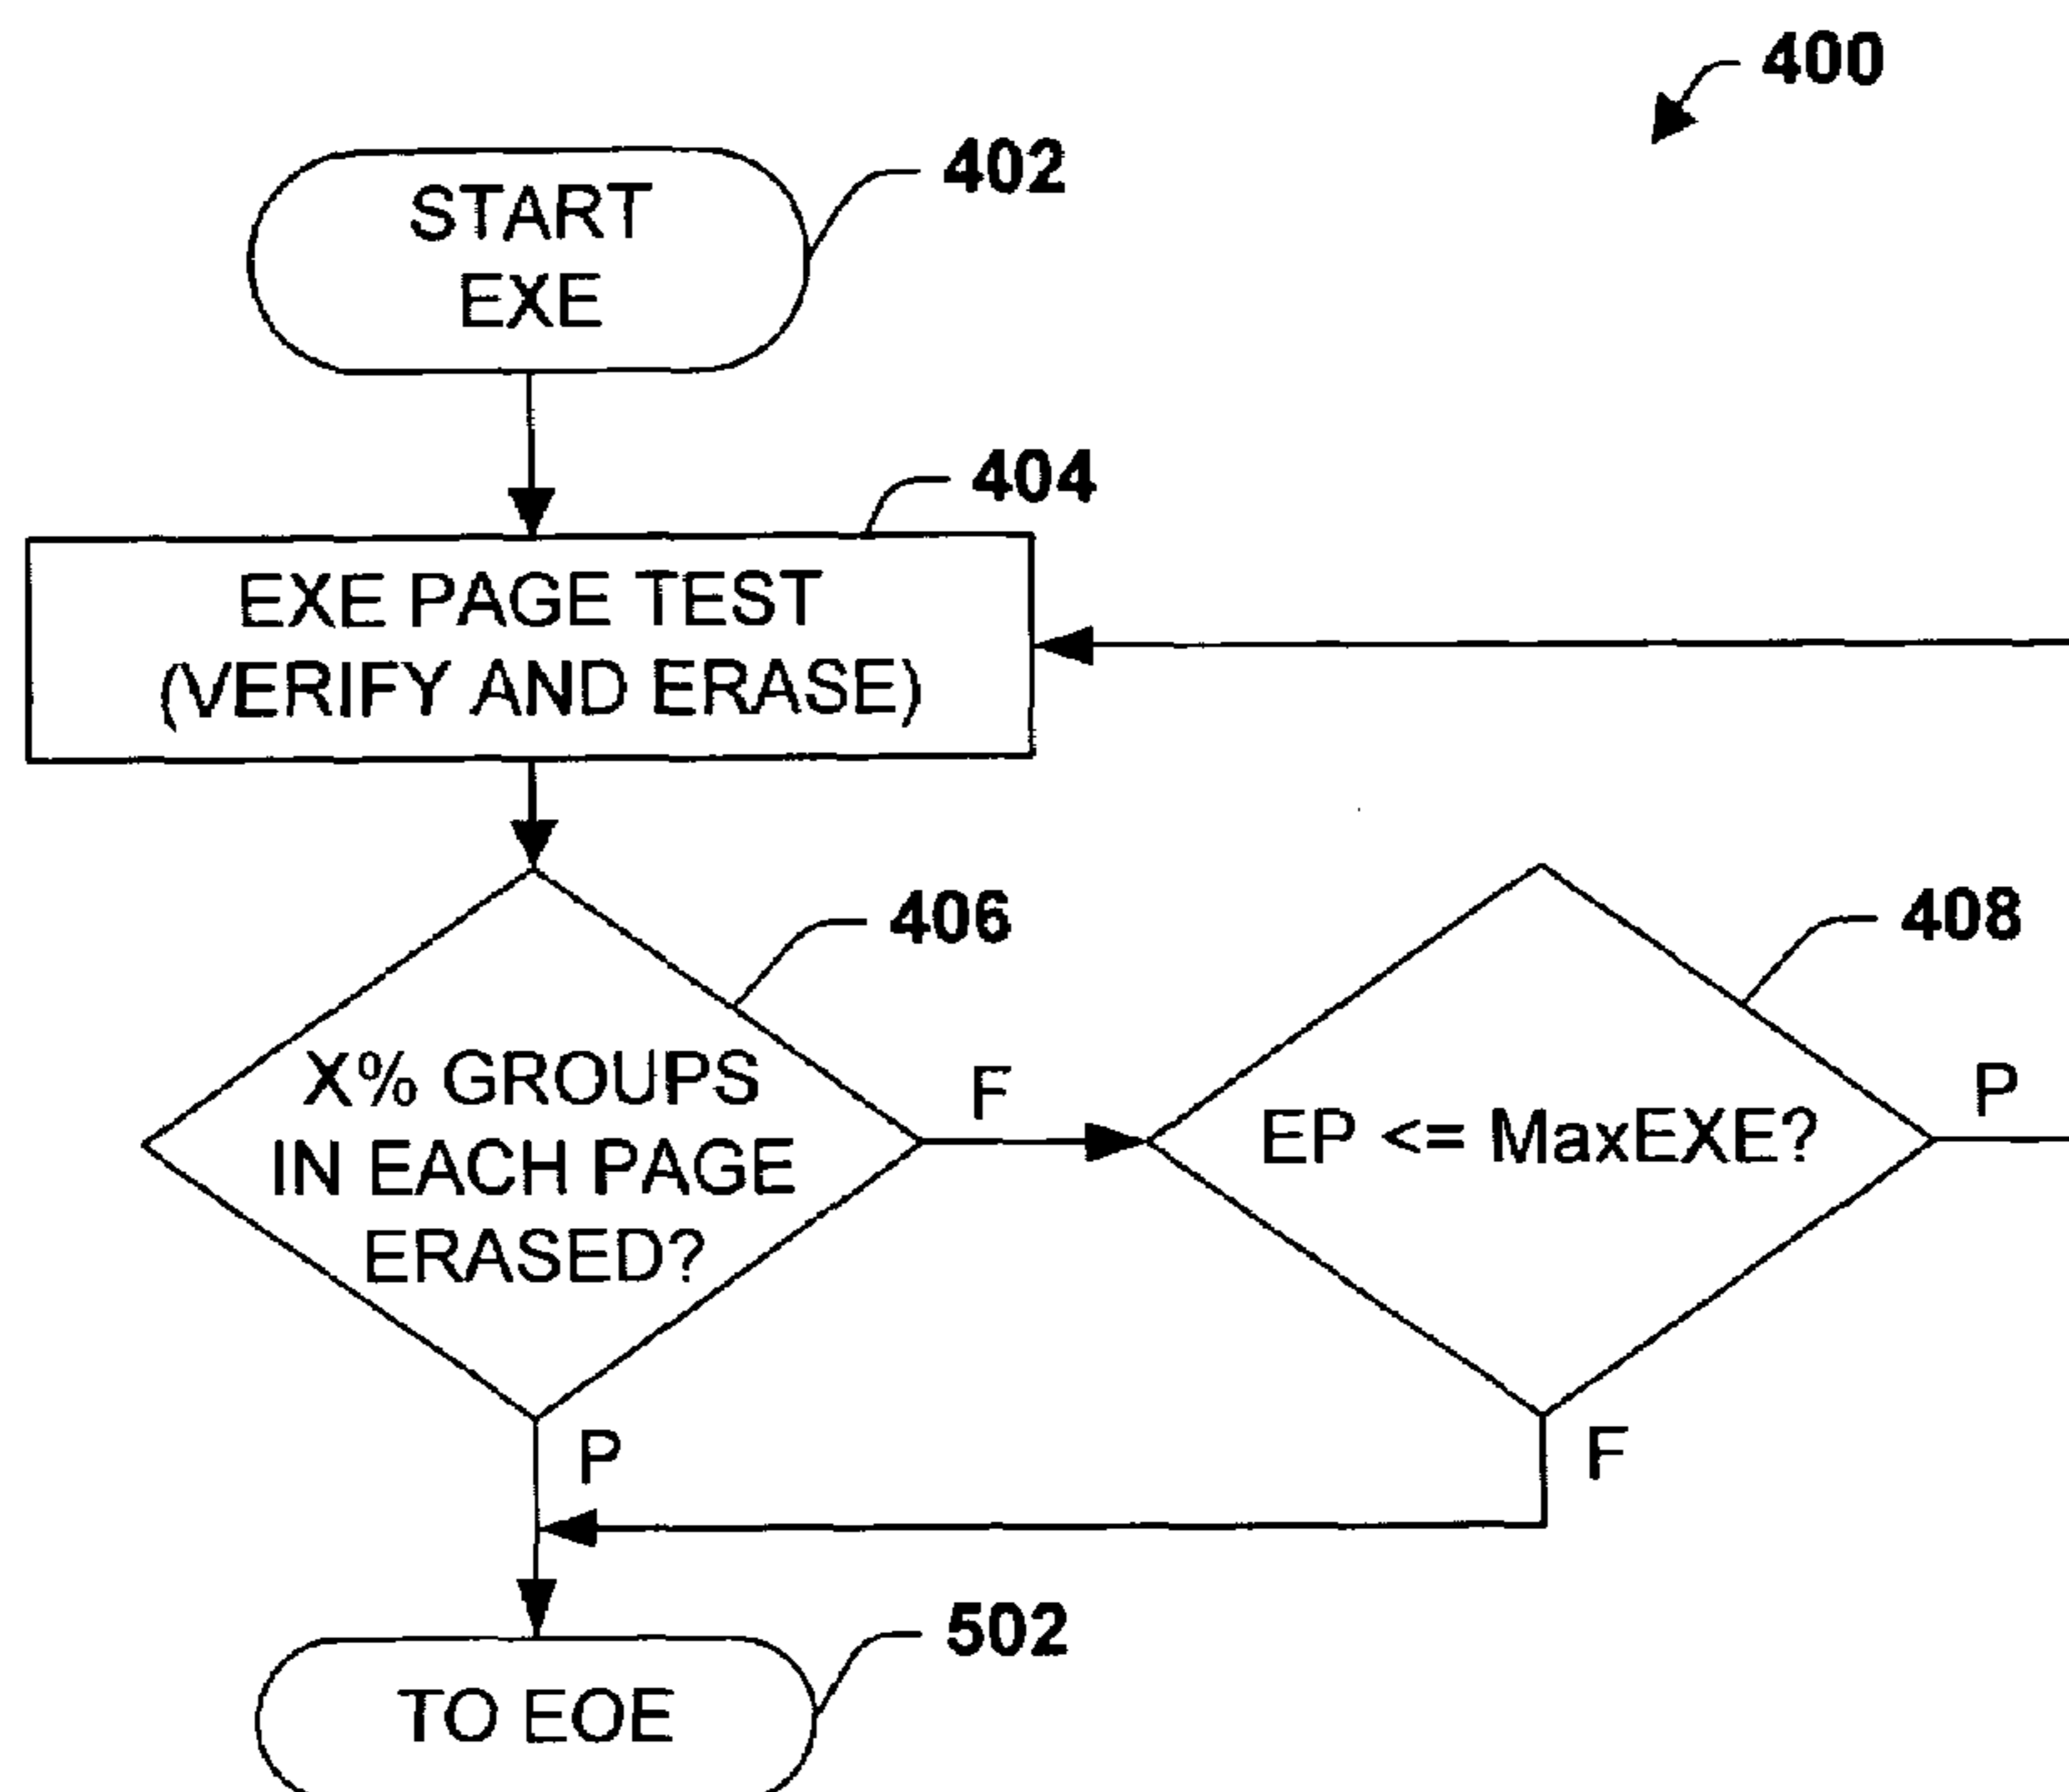 400
START
EXE
402
404
EXE PAGE TEST
(VERIFY AND ERASE)
406
X% GROUPS
IN EACH PAGE
ERASED?
F
408
EP <= MaxEXE?
P
P
F
502
TO EOE